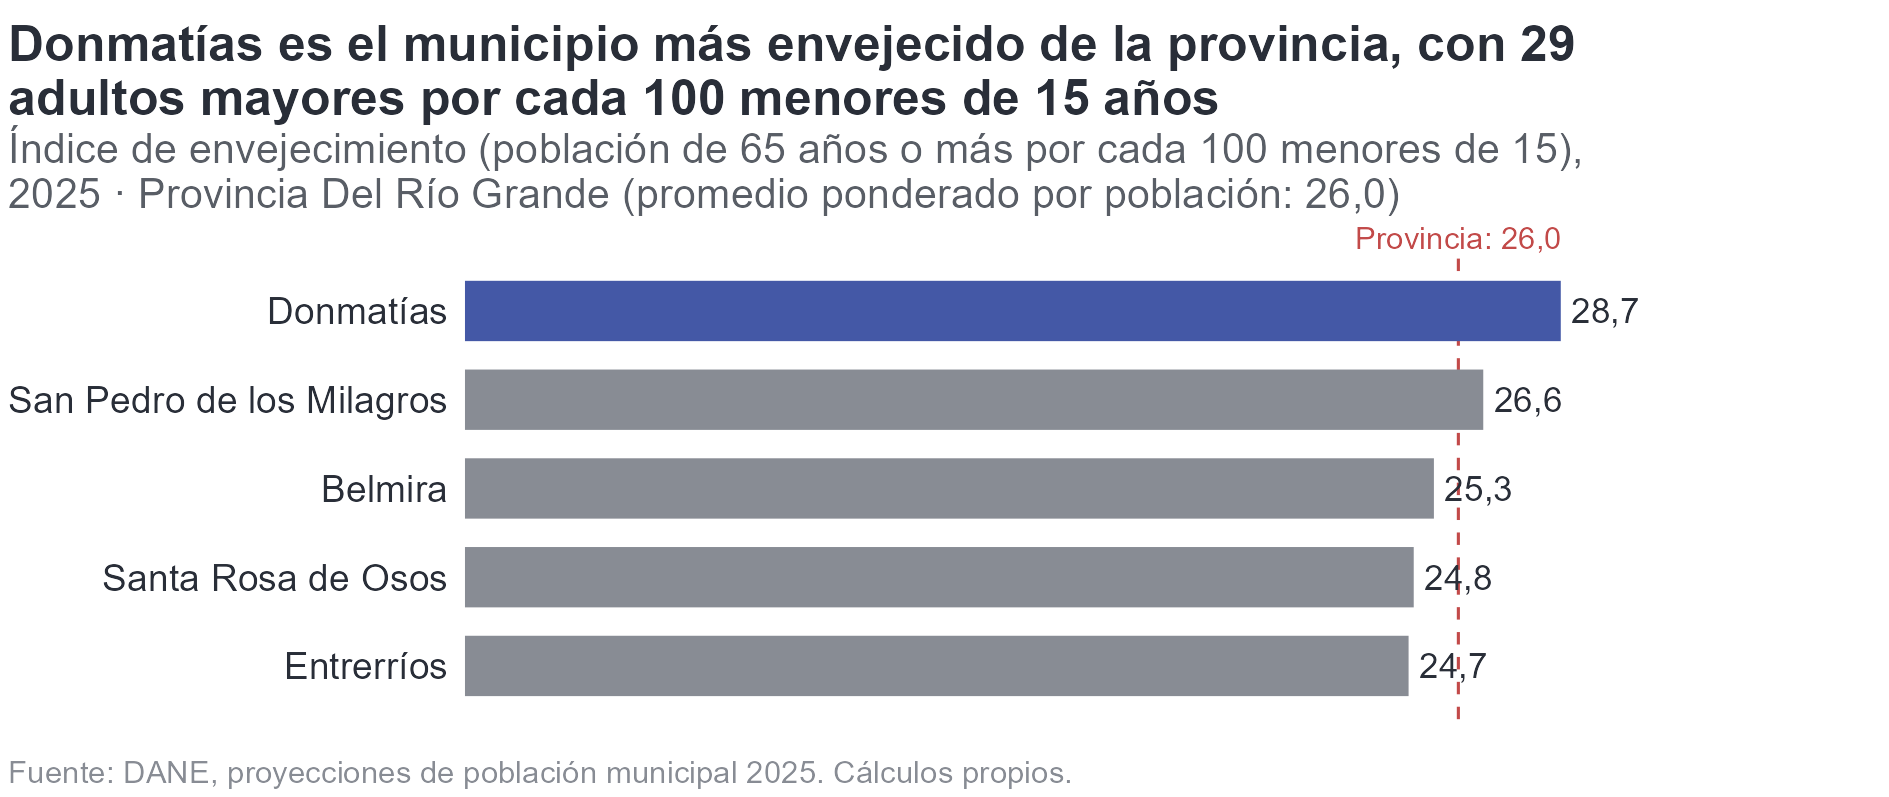 Donmatías es el municipio más envejecido de la provincia, con 29
adultos mayores por cada 100 menores de 15 años
Índice de envejecimiento (población de 65 años o más por cada 100 menores de 15),
2025 · Provincia Del Río Grande (promedio ponderado por población: 26,0)
Provincia: 26,0
Donmatías 28,7
San Pedro de los Milagros 26,6
Belmira 25,3
Santa Rosa de Osos 24,8
Entrerríos 24,7
Fuente: DANE, proyecciones de población municipal 2025. Cálculos propios.